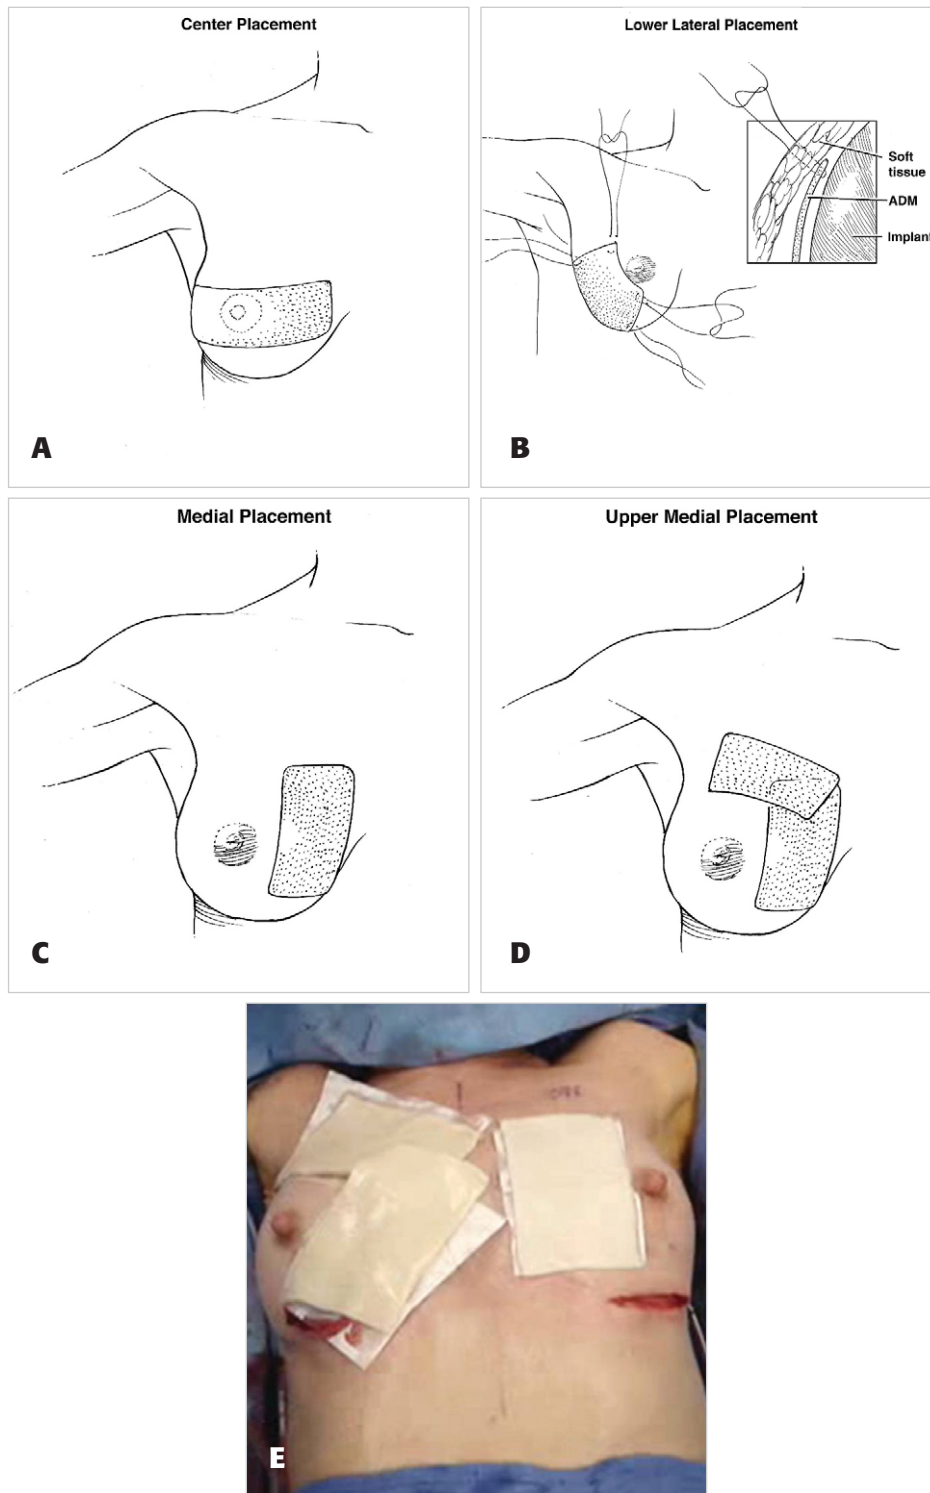 Center Placement
A
Lower Lateral Placement
Soft
tissue
ADM
Implant
B
Medial Placement
C
Upper Medial Placement
D
E